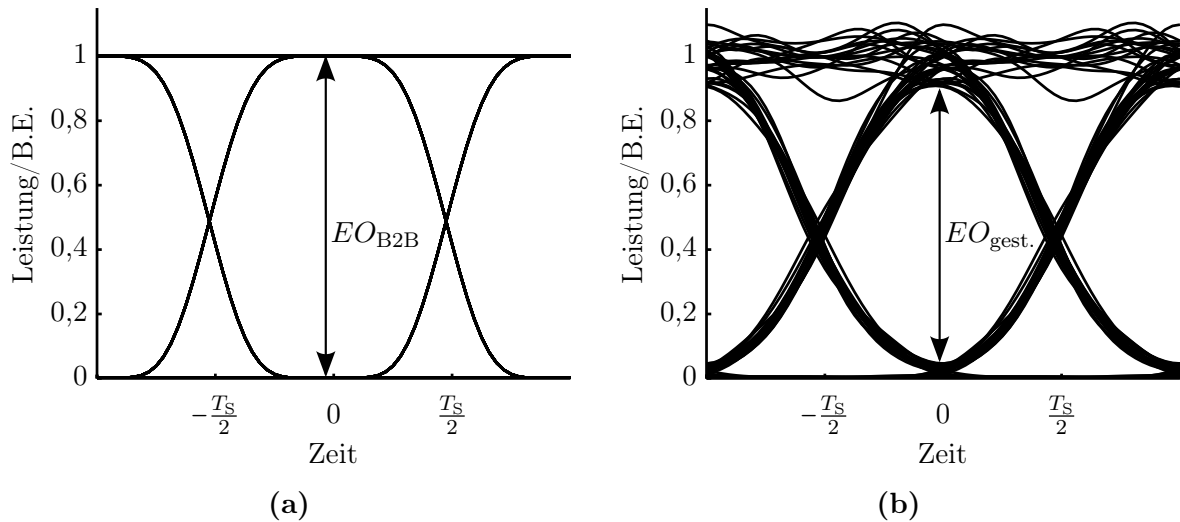 Leistung/B.E.
1
0,8
0,6
0,4
0,2
0
EO_B2B
−T_S/2
0
T_S/2
Zeit
(a)
Leistung/B.E.
1
0,8
0,6
0,4
0,2
0
EO_gest.
−T_S/2
0
T_S/2
Zeit
(b)